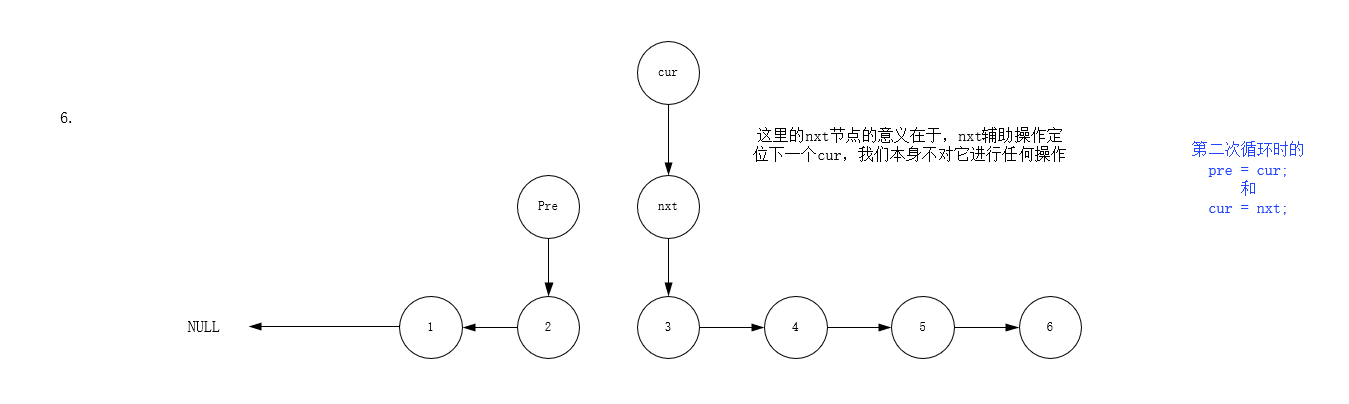 cur
6.
这里的nxt节点的意义在于，nxt辅助操作定
位下一个cur，我们本身不对它进行任何操作
第二次循环时的
pre = cur;
和
cur = nxt;
Pre
nxt
NULL
1
2
3
4
5
6